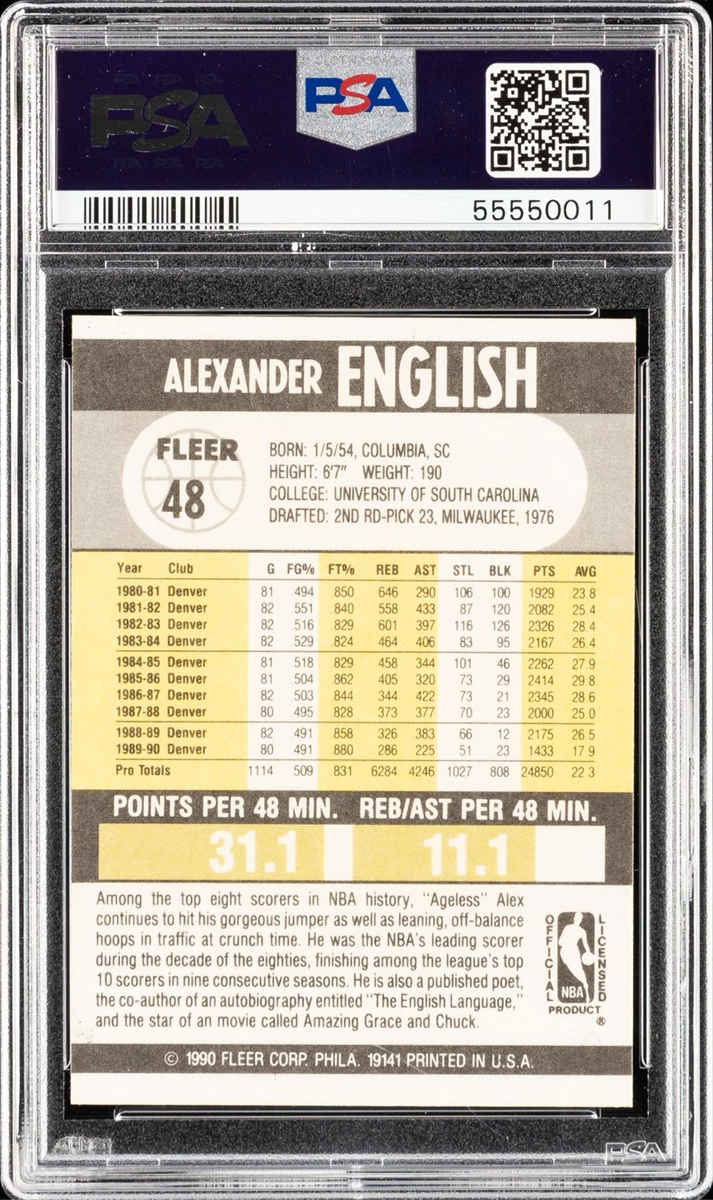 PSA
PSA
55550011
ALEXANDER ENGLISH
FLEER
48
BORN: 1/5/54, COLUMBIA, SC
HEIGHT: 6'7" WEIGHT: 190
COLLEGE: UNIVERSITY OF SOUTH CAROLINA
DRAFTED: 2ND RD-PICK 23, MILWAUKEE, 1976
Year Club G FG% FT% REB AST STL BLK PTS AVG
1980-81 Denver 81 .494 .850 646 290 106 100 1929 23.8
1981-82 Denver 82 .551 .840 558 433 87 120 2082 25.4
1982-83 Denver 82 .516 .829 601 397 116 126 2326 28.4
1983-84 Denver 82 .529 .824 464 406 83 95 2167 26.4
1984-85 Denver 81 .518 .829 458 344 101 46 2262 27.9
1985-86 Denver 81 .504 .862 405 320 73 29 2414 29.8
1986-87 Denver 82 .503 .844 344 422 73 21 2345 28.6
1987-88 Denver 80 .495 .828 373 377 70 23 2000 25.0
1988-89 Denver 82 .491 .858 326 383 66 12 2175 26.5
1989-90 Denver 80 .491 .880 286 225 51 23 1433 17.9
Pro Totals 1114 .509 .831 6284 4246 1027 808 24850 22.3
POINTS PER 48 MIN. REB/AST PER 48 MIN.
31.1 11.1
Among the top eight scorers in NBA history, "Ageless" Alex
continues to hit his gorgeous jumper as well as leaning, off-balance
hoops in traffic at crunch time. He was the NBA's leading scorer
during the decade of the eighties, finishing among the league's top
10 scorers in nine consecutive seasons. He is also a published poet,
the co-author of an autobiography entitled "The English Language,"
and the star of an movie called Amazing Grace and Chuck.
OFFICIAL
NBA
LICENSED
PRODUCT
®
© 1990 FLEER CORP. PHILA. 19141 PRINTED IN U.S.A.
PSA